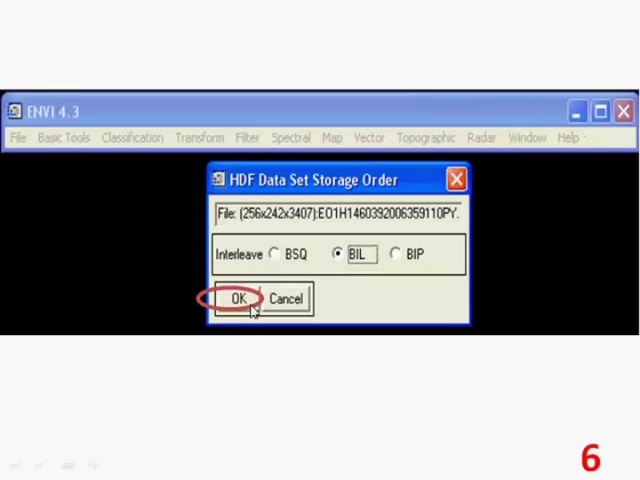 ENVI 4.3
File Basic Tools Classification Transform Filter Spectral Map Vector Topographic Radar Window Help
HDF Data Set Storage Order
File: (256x242x3407):EO1H1460392006359110PY.
Interleave BSQ BIL BIP
OK Cancel
6